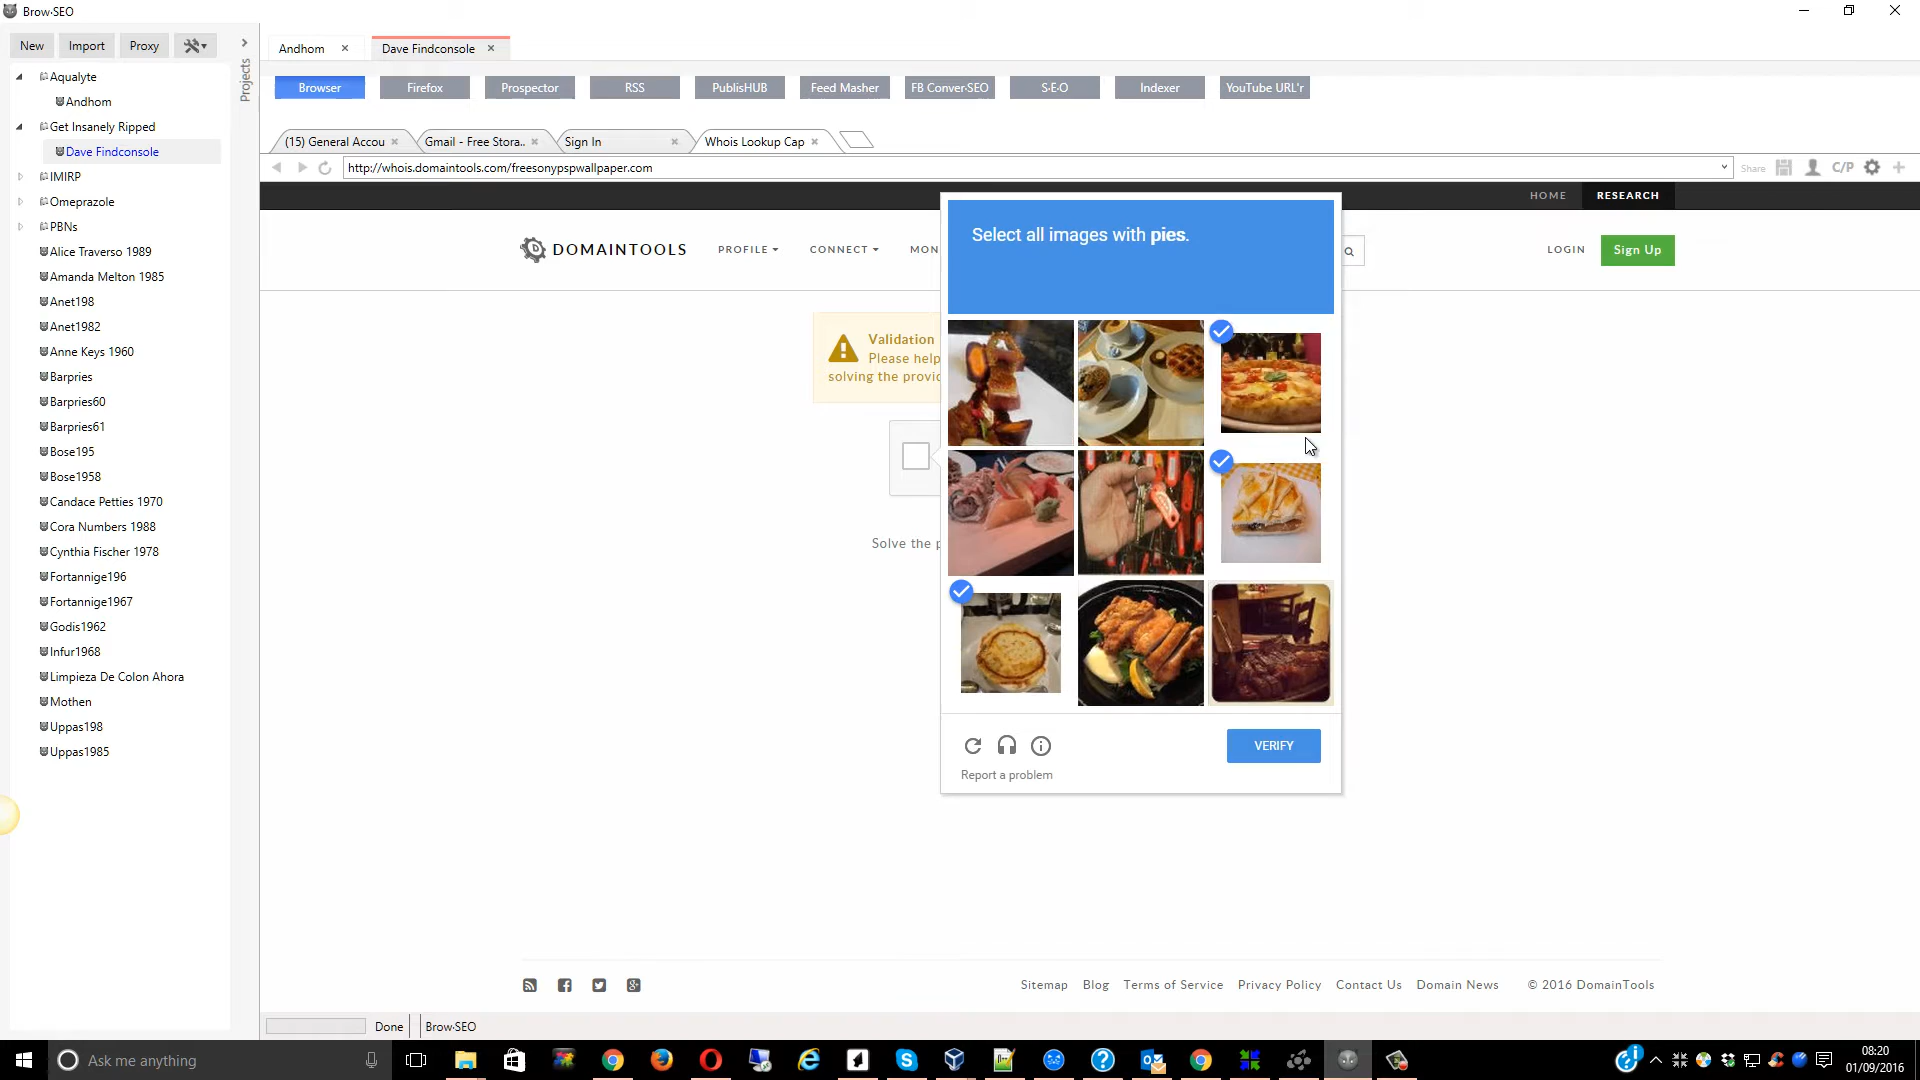 Brow·SEO
New
Import
Proxy
Projects
Aqualyte
Andhom
Get Insanely Ripped
Dave Findconsole
IMIRP
Omeprazole
PBNs
Alice Traverso 1989
Amanda Melton 1985
Anet198
Anet1982
Anne Keys 1960
Barpries
Barpries60
Barpries61
Bose195
Bose1958
Candace Petties 1970
Cora Numbers 1988
Cynthia Fischer 1978
Fortannige196
Fortannige1967
Godis1962
Infur1968
Limpieza De Colon Ahora
Mothen
Uppas198
Uppas1985
Andhom
Dave Findconsole
Browser
Firefox
Prospector
RSS
PublisHUB
Feed Masher
FB Conver·SEO
S·E·O
Indexer
YouTube URL'r
(15) General Accou
Gmail - Free Stora..
Sign In
Whois Lookup Cap
http://whois.domaintools.com/freesonypspwallpaper.com
Share
C/P
HOME
RESEARCH
DOMAINTOOLS
PROFILE
CONNECT
MON
LOGIN
Sign Up
Validation
Please help
solving the provid
Solve the p
Select all images with pies.
VERIFY
Report a problem
Sitemap
Blog
Terms of Service
Privacy Policy
Contact Us
Domain News
© 2016 DomainTools
Done
Brow·SEO
Ask me anything
08:20
01/09/2016